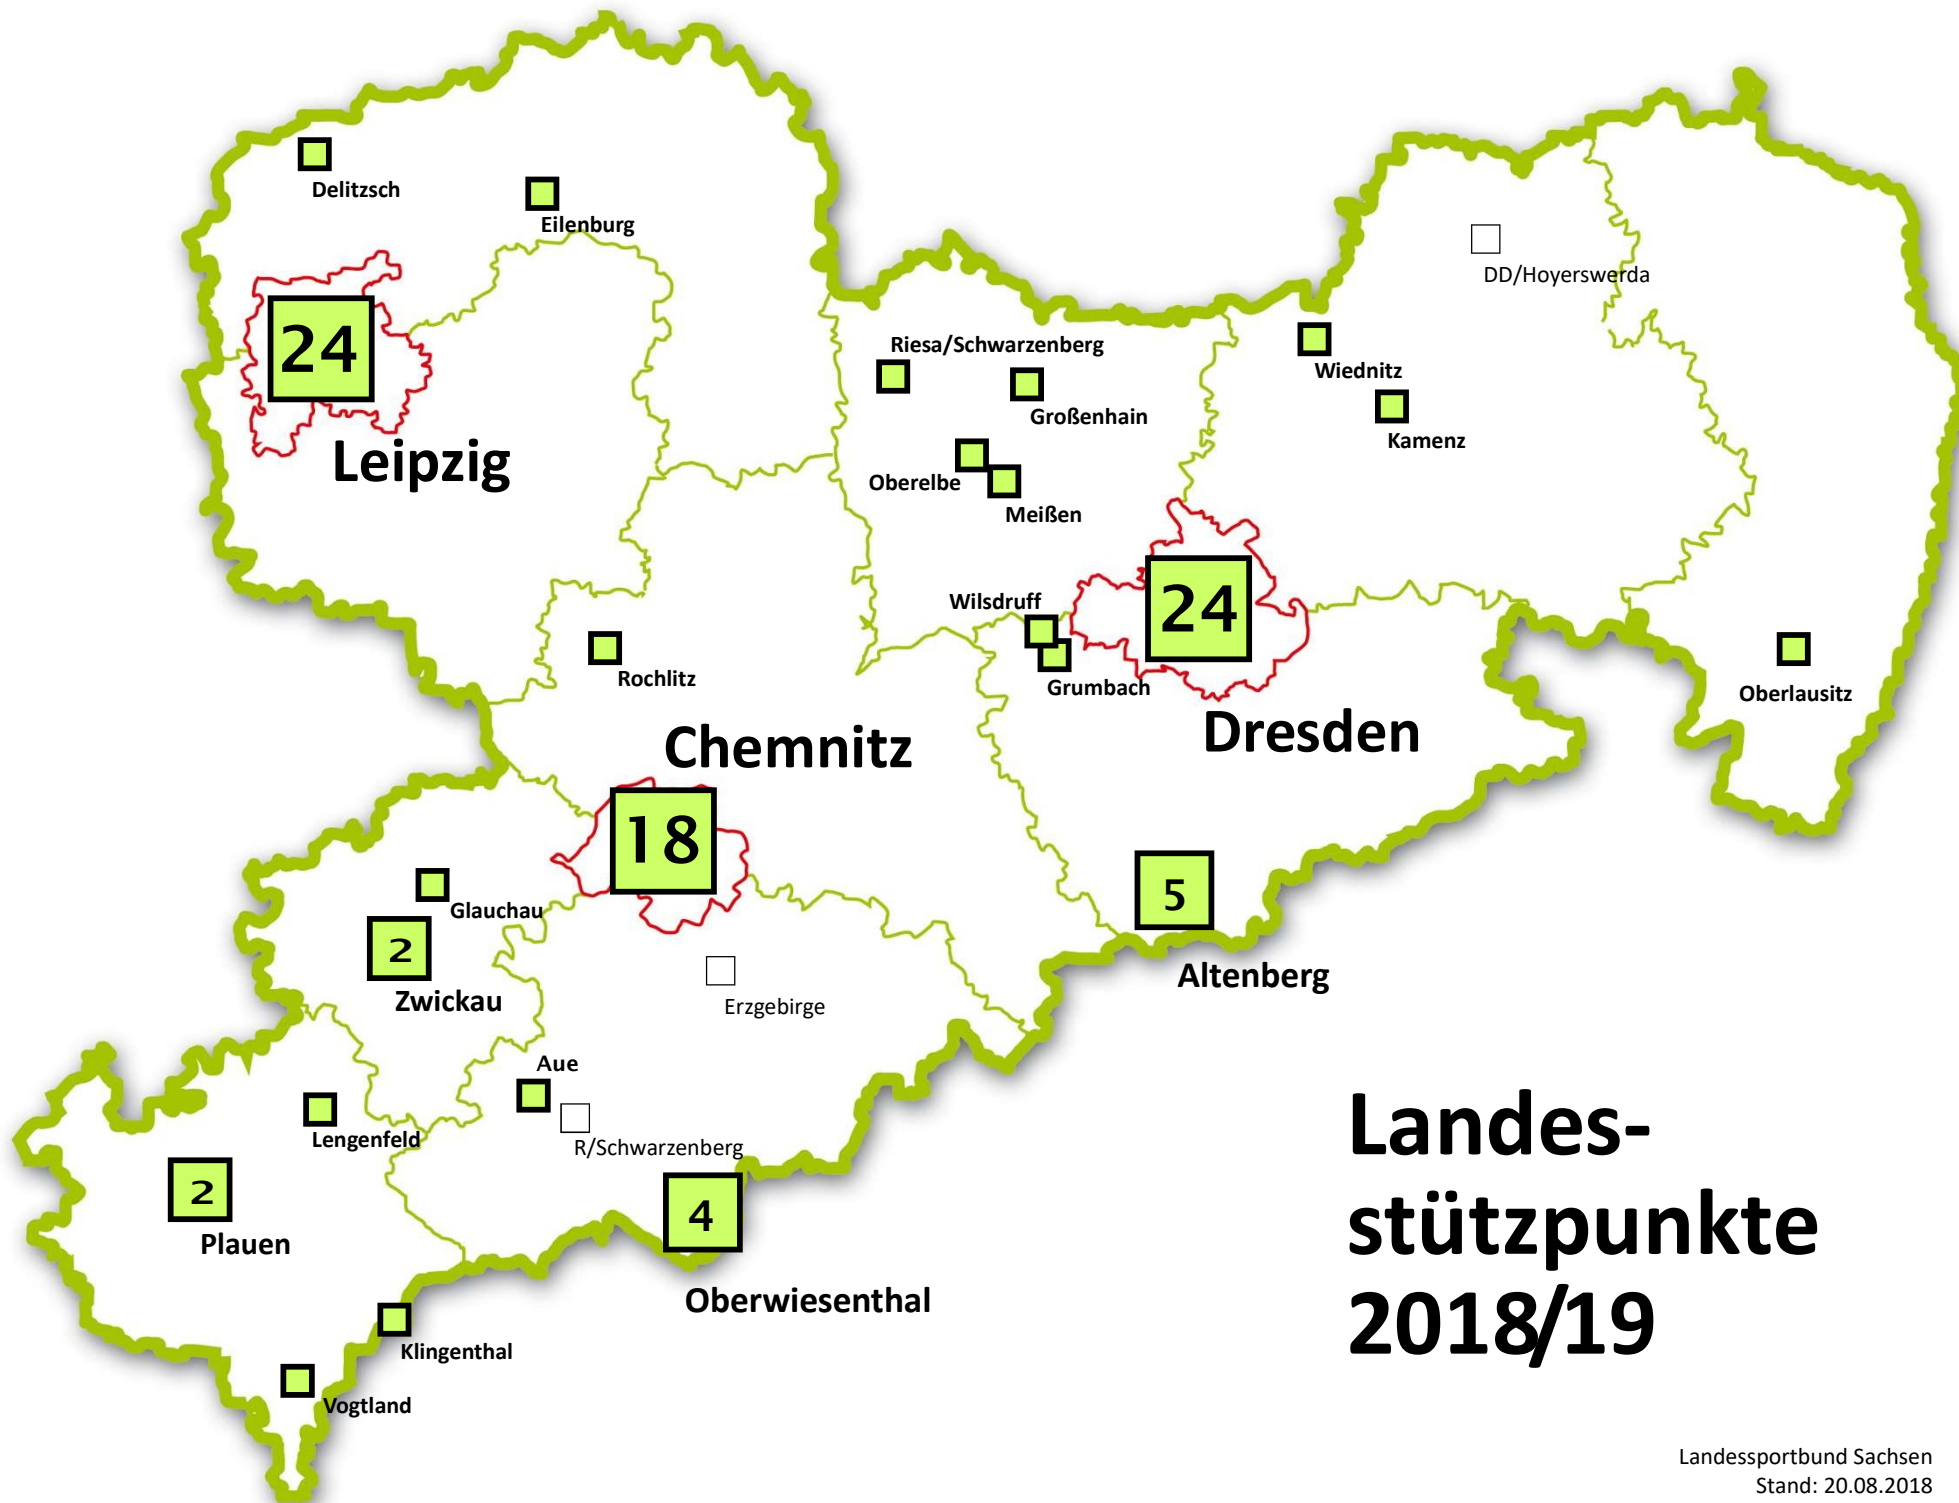 Delitzsch
Eilenburg
DD/Hoyerswerda
24
Leipzig
Riesa/Schwarzenberg
Großenhain
Wiednitz
Kamenz
Oberelbe
Meißen
Wilsdruff
24
Grumbach
Dresden
Rochlitz
Oberlausitz
Chemnitz
18
Glauchau
2
Zwickau
5
Altenberg
Erzgebirge
Aue
R/Schwarzenberg
Lengenfeld
2
Plauen
4
Oberwiesenthal
Klingenthal
Vogtland
Landes-
stützpunkte
2018/19
Landessportbund Sachsen
Stand: 20.08.2018